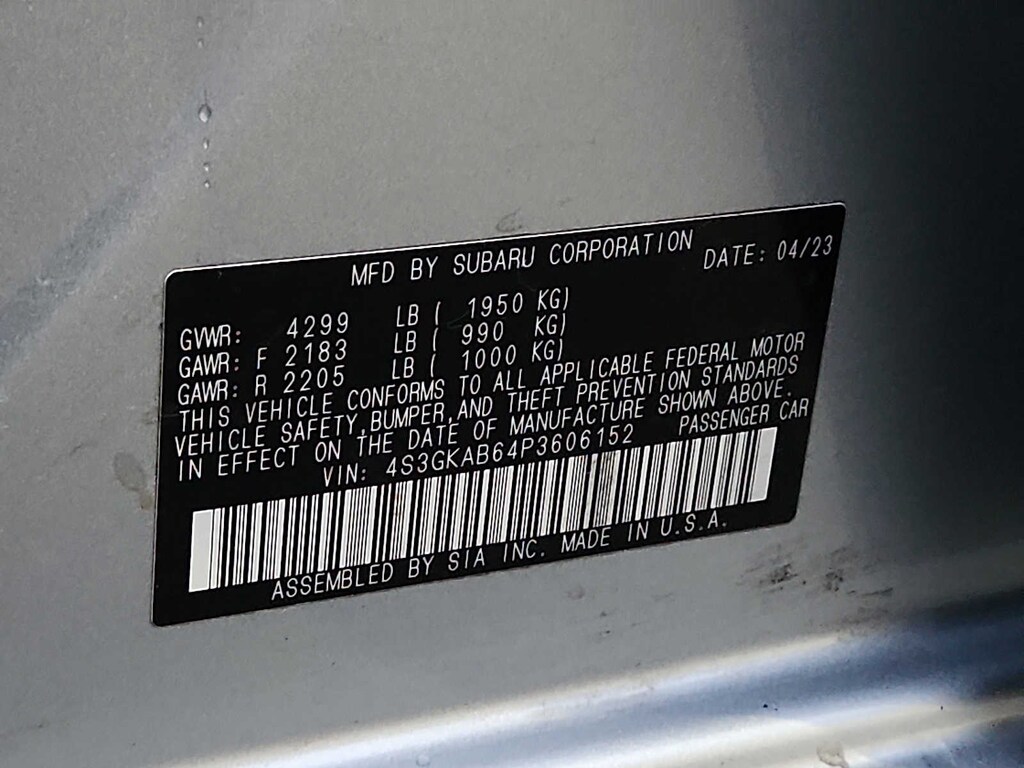 MFD BY SUBARU CORPORATION DATE: 04/23
GVWR: 4299 LB ( 1950 KG)
GAWR: F 2183 LB ( 990 KG)
GAWR: R 2205 LB ( 1000 KG)
THIS VEHICLE CONFORMS TO ALL APPLICABLE FEDERAL MOTOR
VEHICLE SAFETY,BUMPER,AND THEFT PREVENTION STANDARDS
IN EFFECT ON THE DATE OF MANUFACTURE SHOWN ABOVE.
VIN: 4S3GKAB64P3606152 PASSENGER CAR
ASSEMBLED BY SIA INC. MADE IN U.S.A.